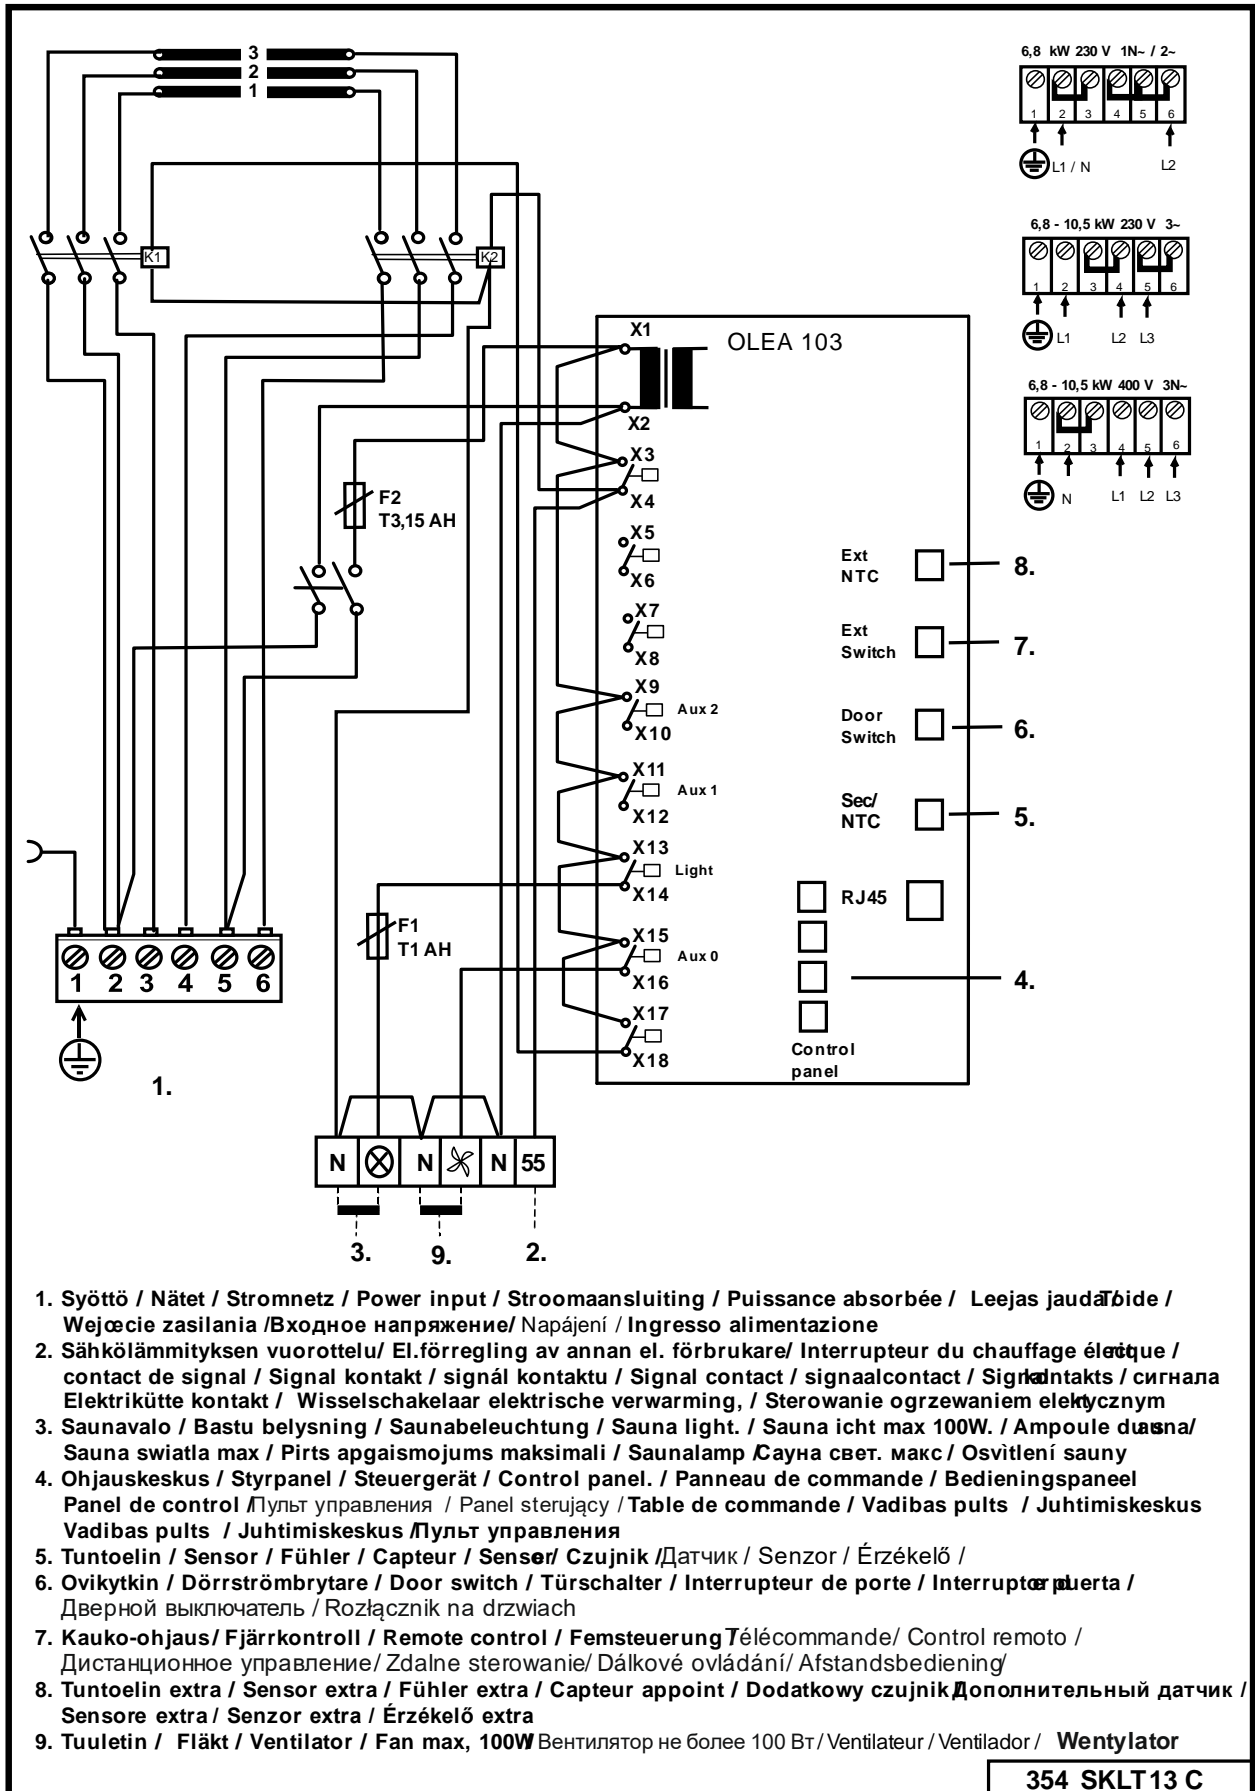 3
2
1
6,8 kW 230 V 1N~ / 2~
1 2 3 4 5 6
L1 / N L2
K1 K2
6,8 - 10,5 kW 230 V 3~
1 2 3 4 5 6
L1 L2 L3
6,8 - 10,5 kW 400 V 3N~
1 2 3 4 5 6
N L1 L2 L3
OLEA 103
X1
X2
X3
X4
X5
X6
X7
X8
X9
Aux 2
X10
X11
Aux 1
X12
X13
Light
X14
X15
Aux 0
X16
X17
X18
F2
T3,15 AH
F1
T1 AH
Ext
NTC
8.
Ext
Switch
7.
Door
Switch
6.
Sec/
NTC
5.
RJ45
4.
Control
panel
1 2 3 4 5 6
1.
N N N 55
3. 9. 2.
1. Syöttö / Nätet / Stromnetz / Power input / Stroomaansluiting / Puissance absorbée / Leejas jauda /
Wejœcie zasilania /Входное напряжение/ Napájení / Ingresso alimentazione
2. Sähkölämmityksen vuorottelu/ El.förregling av annan el. förbrukare/ Interrupteur du chauffage /
contact de signal / Signal kontakt / signál kontaktu / Signal contact / signaalcontact / / сигнала
Elektrikütte kontakt / Wisselschakelaar elektrische verwarming, / Sterowanie ogrzewaniem
3. Saunavalo / Bastu belysning / Saunabeleuchtung / Sauna light. / Sauna icht max 100W. / Ampoule /
Sauna swiatla max / Pirts apgaismojums maksimali / Saunalamp /Сауна свет. макс / Osvìtlení sauny
4. Ohjauskeskus / Styrpanel / Steuergerät / Control panel. / Panneau de commande / Bedieningspaneel
Panel de control /Пульт управления / Panel sterujący / Table de commande / Vadibas pults / Juhtimiskeskus
Vadibas pults / Juhtimiskeskus /Пульт управления
5. Tuntoelin / Sensor / Fühler / Capteur / / Czujnik /Датчик / Senzor / Érzékelő /
6. Ovikytkin / Dörrströmbrytare / Door switch / Türschalter / Interrupteur de porte / /
Дверной выключатель / Rozłącznik na drzwiach
7. Kauko-ohjaus/ Fjärrkontroll / Remote control / Femsteuerung Télécommande/ Control remoto /
Дистанционное управление/ Zdalne sterowanie/ Dálkové ovládání/ Afstandsbediening/
8. Tuntoelin extra / Sensor extra / Fühler extra / Capteur appoint / Dodatkowy czujnik Дополнительный датчик /
Sensore extra / Senzor extra / Érzékelő extra
9. Tuuletin / Fläkt / Ventilator / Fan max, 100W Вентилятор не более 100 Вт / Ventilateur / Ventilador / Wentylator
354 SKLT13 C